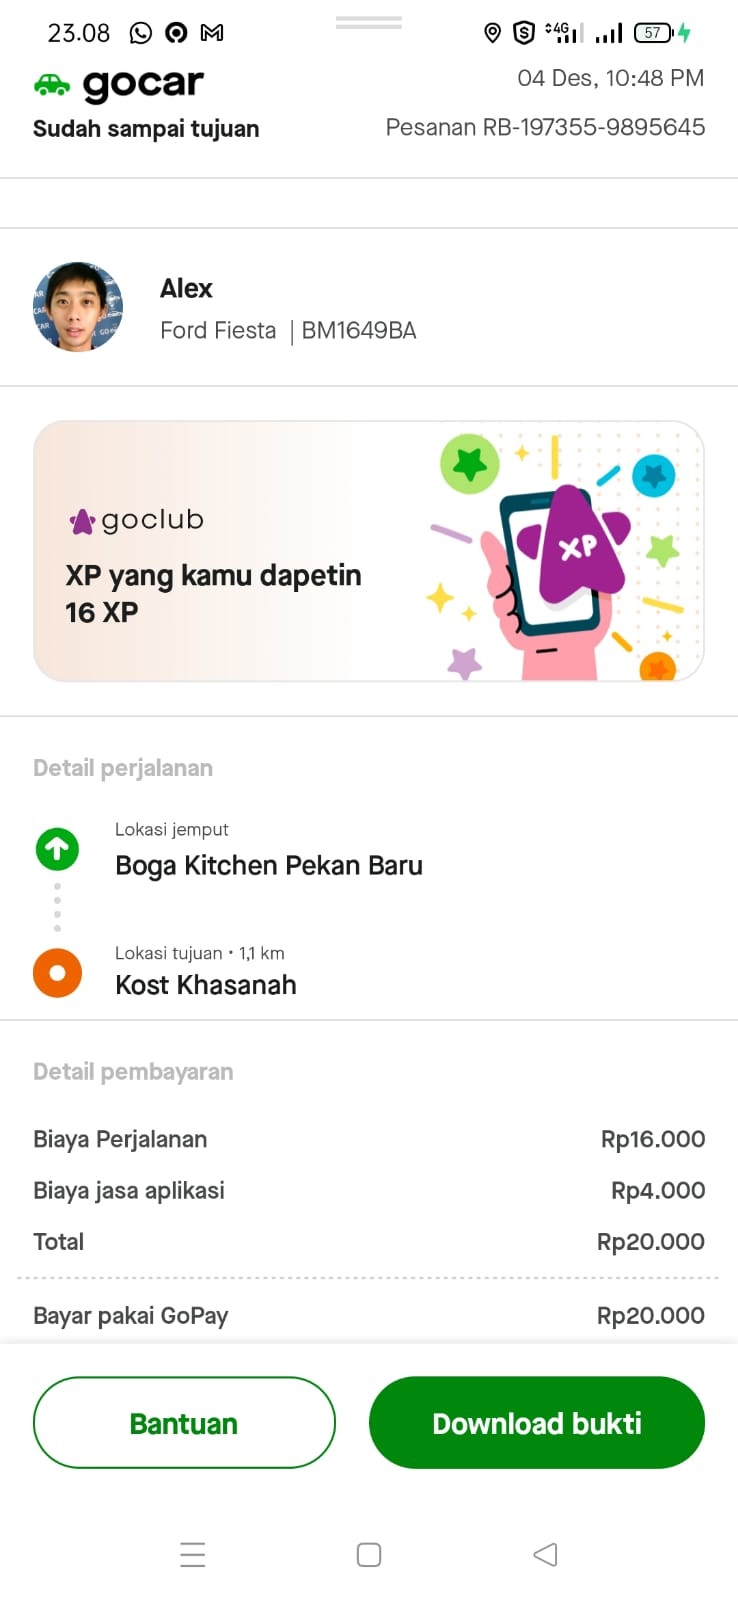 23.08
4G
57
gocar
04 Des, 10:48 PM
Sudah sampai tujuan
Pesanan RB-197355-9895645
Alex
Ford Fiesta | BM1649BA
goclub
XP yang kamu dapetin
16 XP
XP
Detail perjalanan
Lokasi jemput
Boga Kitchen Pekan Baru
Lokasi tujuan • 1,1 km
Kost Khasanah
Detail pembayaran
Biaya Perjalanan Rp16.000
Biaya jasa aplikasi Rp4.000
Total Rp20.000
Bayar pakai GoPay Rp20.000
Bantuan
Download bukti